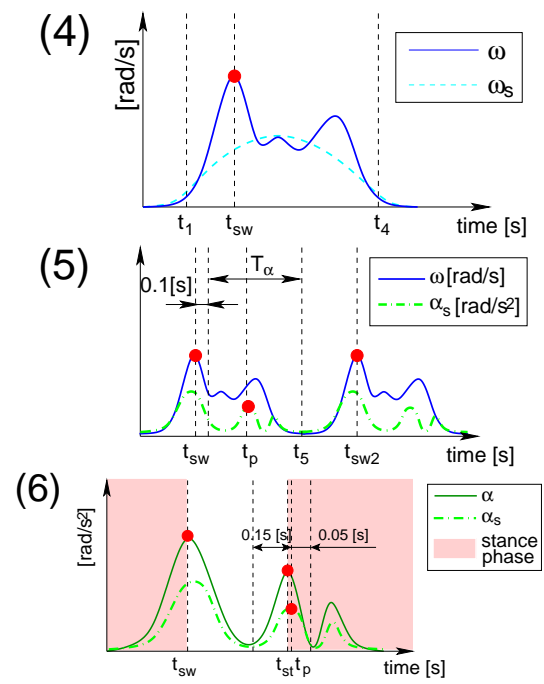 (4)
[rad/s]
ω
ωs
t1
tsw
t4
time [s]
(5)
0.1[s]
Tα
ω[rad/s]
αs [rad/s²]
tsw
tp
t5
tsw2
time [s]
(6)
[rad/s²]
0.15 [s]
0.05 [s]
α
αs
stance
phase
tsw
tst
tp
time [s]